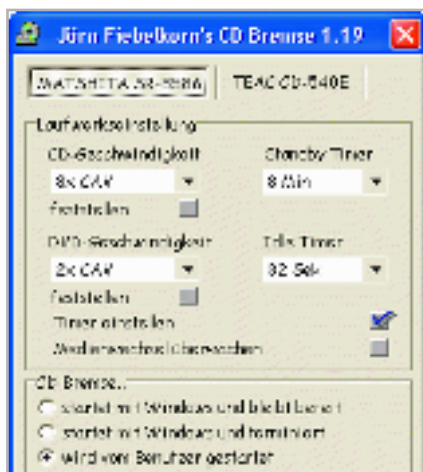 Jörn Fiebelkorn's CD Bremse 1.19
MATSHITA SR-8586 TEAC CD-540E
Laufwerkseinstellung
CD-Geschwindigkeit Standby Timer
8x CAV 8 Min
feststellen
DVD-Geschwindigkeit Idle Timer
2x CAV 32 Sek
feststellen
Timer einstellen
Medienwechsel überwachen
CD Bremse...
startet mit Windows und bleibt bereit
startet mit Windows und terminiert
wird vom Benutzer gestartet